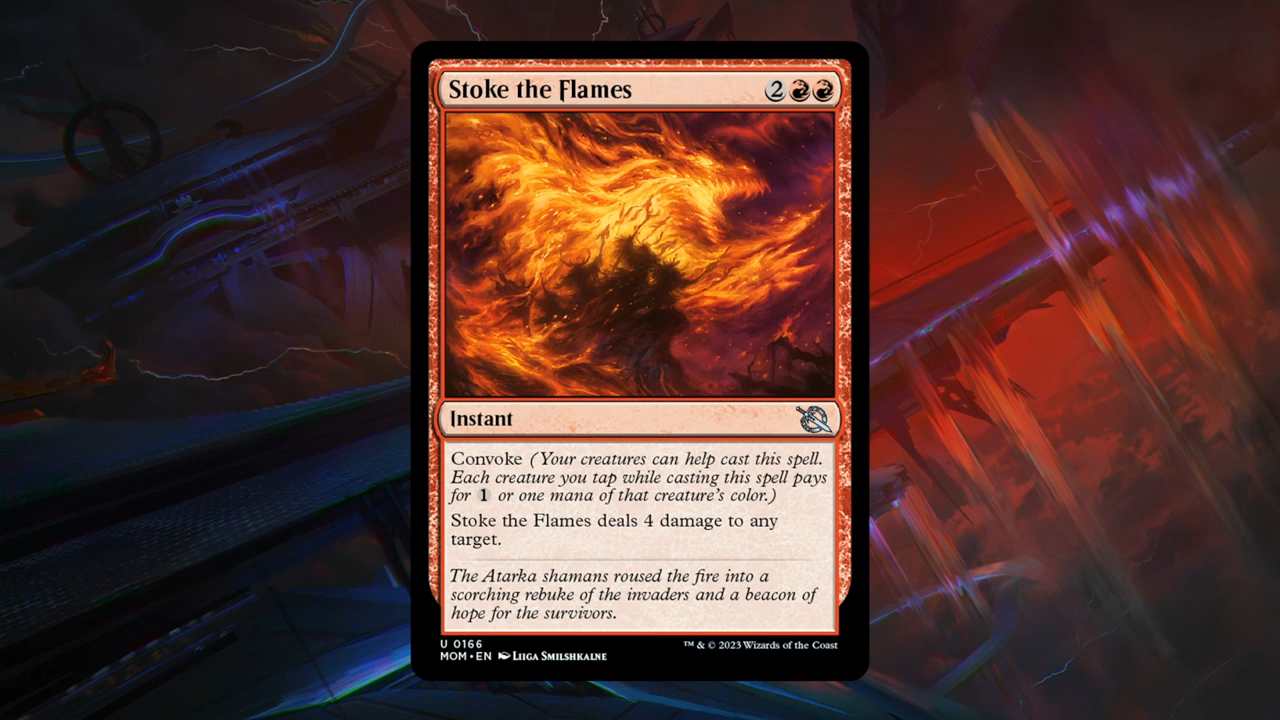 Stoke the Flames 2
Instant
Convoke (Your creatures can help cast this spell.
Each creature you tap while casting this spell pays
for 1 or one mana of that creature's color.)
Stoke the Flames deals 4 damage to any
target.
The Atarka shamans roused the fire into a
scorching rebuke of the invaders and a beacon of
hope for the survivors.
U 0166
MOM • EN Liiga Smilshkalne
™ & © 2023 Wizards of the Coast